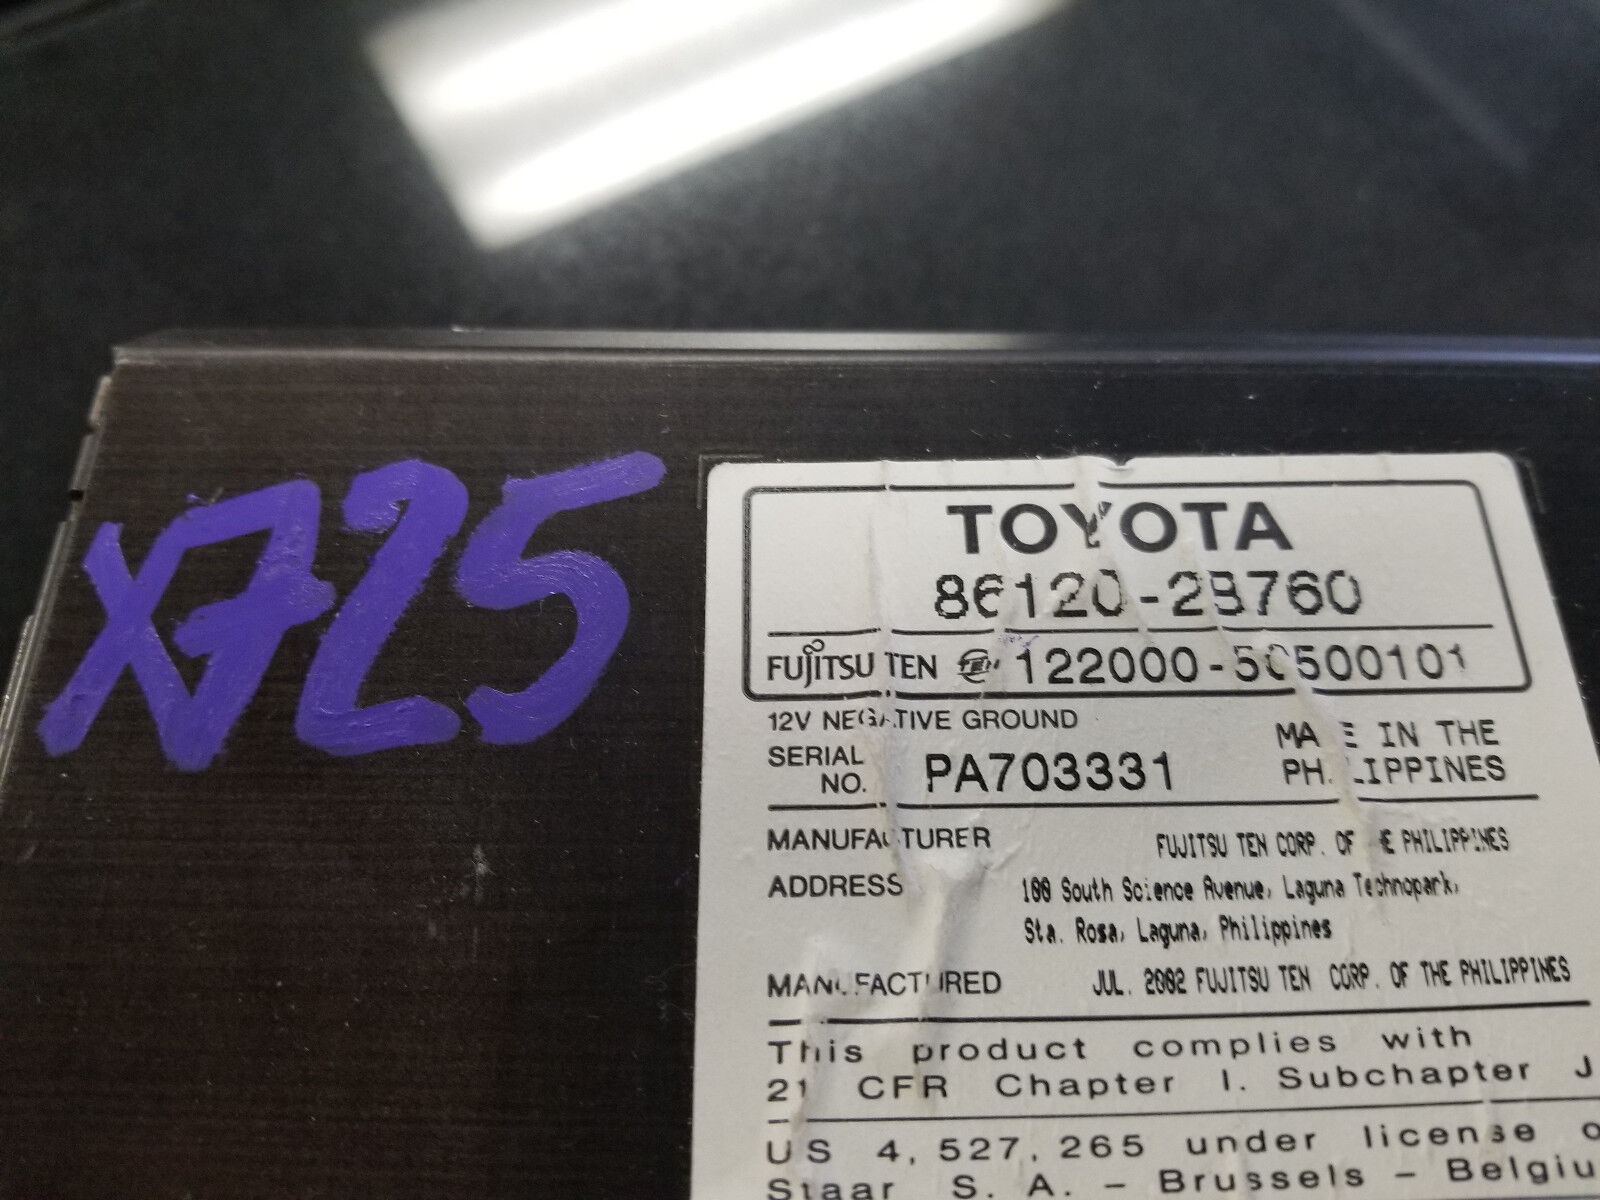 X725
TOYOTA
86120-2B760
FUJITSU TEN TEN 122000-50500101
12V NEGATIVE GROUND
SERIAL NO. PA703331
MADE IN THE PHILIPPINES
MANUFACTURER FUJITSU TEN CORP. OF THE PHILIPPINES
ADDRESS 100 South Science Avenue, Laguna Technopark,
Sta. Rosa, Laguna, Philippines
MANUFACTURED JUL. 2002 FUJITSU TEN CORP. OF THE PHILIPPINES
This product complies with
21 CFR Chapter I. Subchapter J
US 4,527,265 under license
Staar S. A. - Brussels -